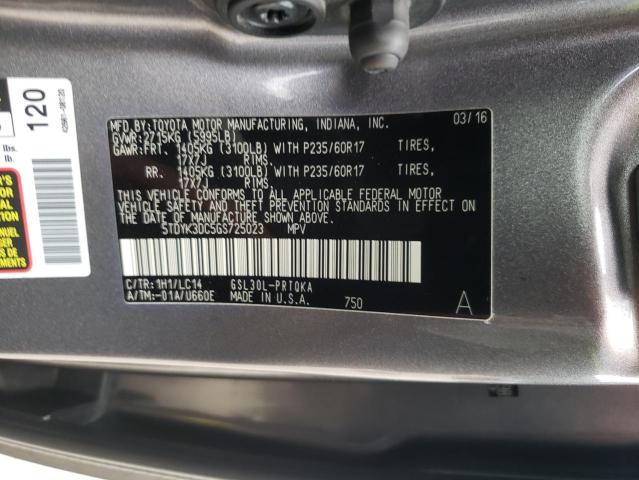 MFD.BY:TOYOTA MOTOR MANUFACTURING, INDIANA, INC. 03/16
GVWR:2715KG (5995LB)
GAWR:FRT. 1405KG (3100LB) WITH P235/60R17 TIRES,
17X7J RIMS.
RR. 1405KG (3100LB) WITH P235/60R17 TIRES,
17X7J RIMS.
THIS VEHICLE CONFORMS TO ALL APPLICABLE FEDERAL MOTOR
VEHICLE SAFETY AND THEFT PREVENTION STANDARDS IN EFFECT
ON THE DATE OF MANUFACTURE SHOWN ABOVE.
5TDYK3DC5GS725023 MPV
C/TR:1H1/LC14 GSL30L-PRTQKA
A/TM:-01A/U660E MADE IN U.S.A. 750 A
120
lbs.
lb.